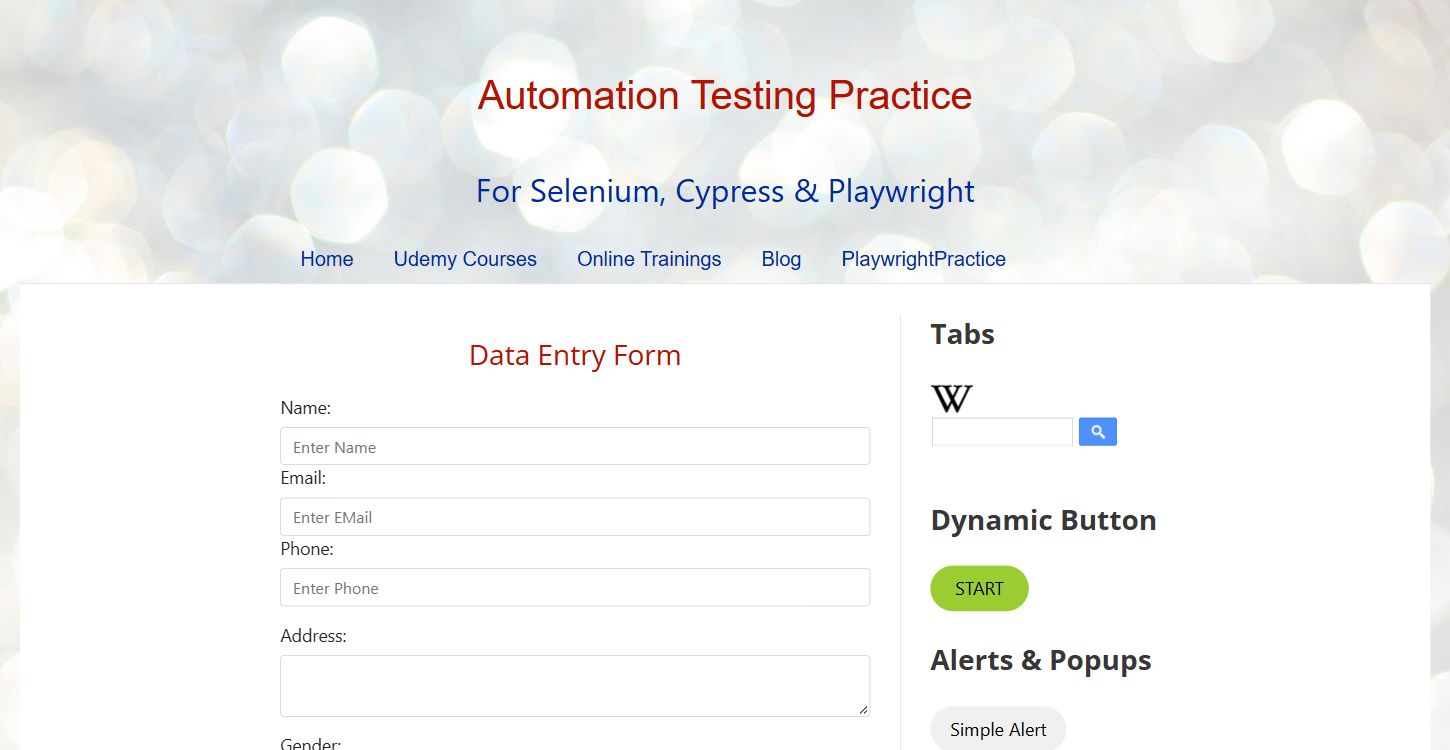 Automation Testing Practice
For Selenium, Cypress & Playwright
Home Udemy Courses Online Trainings Blog PlaywrightPractice
Data Entry Form
Name:
Enter Name
Email:
Enter EMail
Phone:
Enter Phone
Address:
Gender:
Tabs
W
Dynamic Button
START
Alerts & Popups
Simple Alert